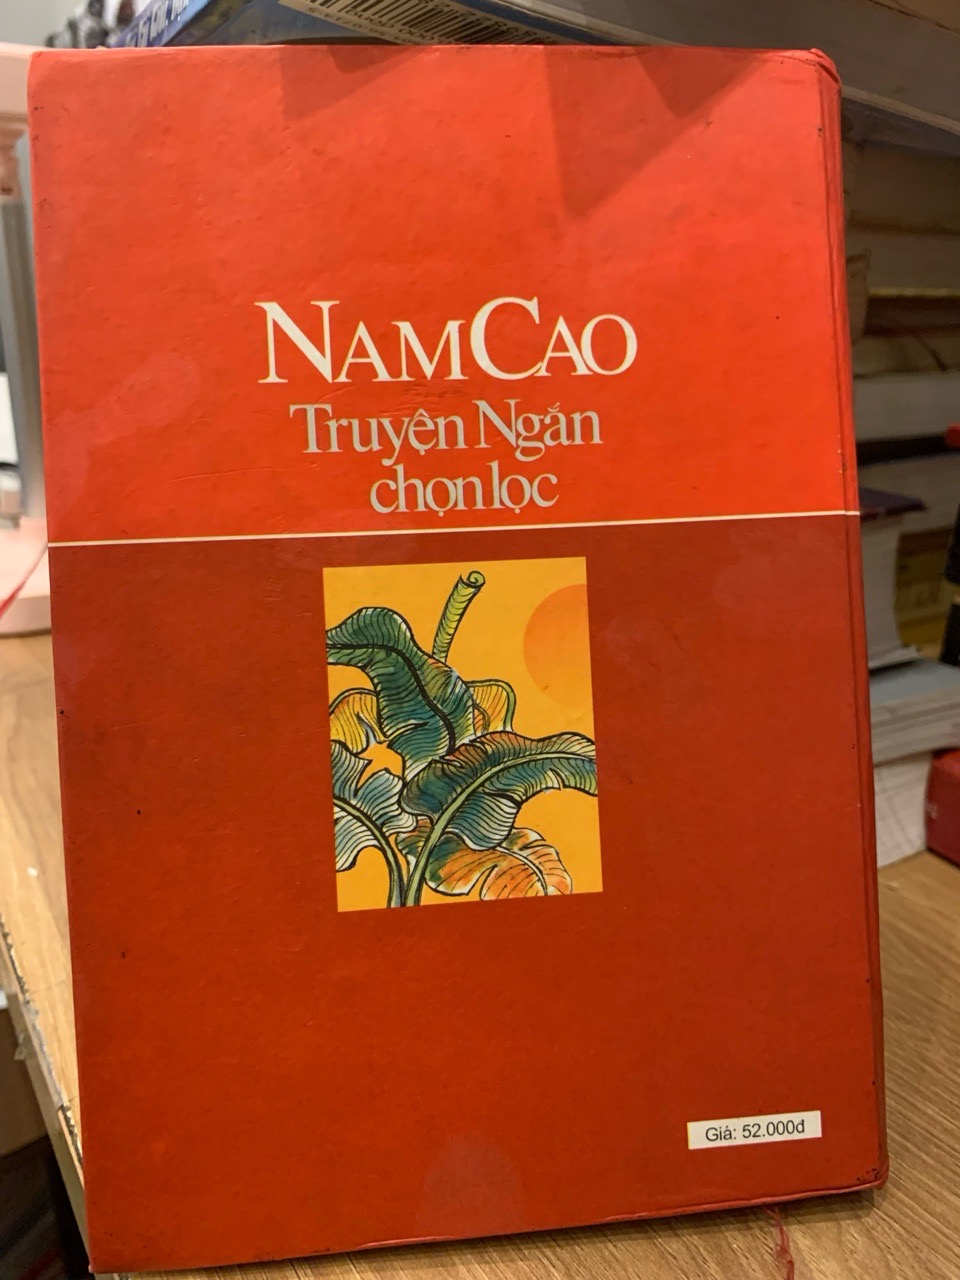 NAM CAO
Truyện Ngắn
chọn lọc
Giá: 52.000đ